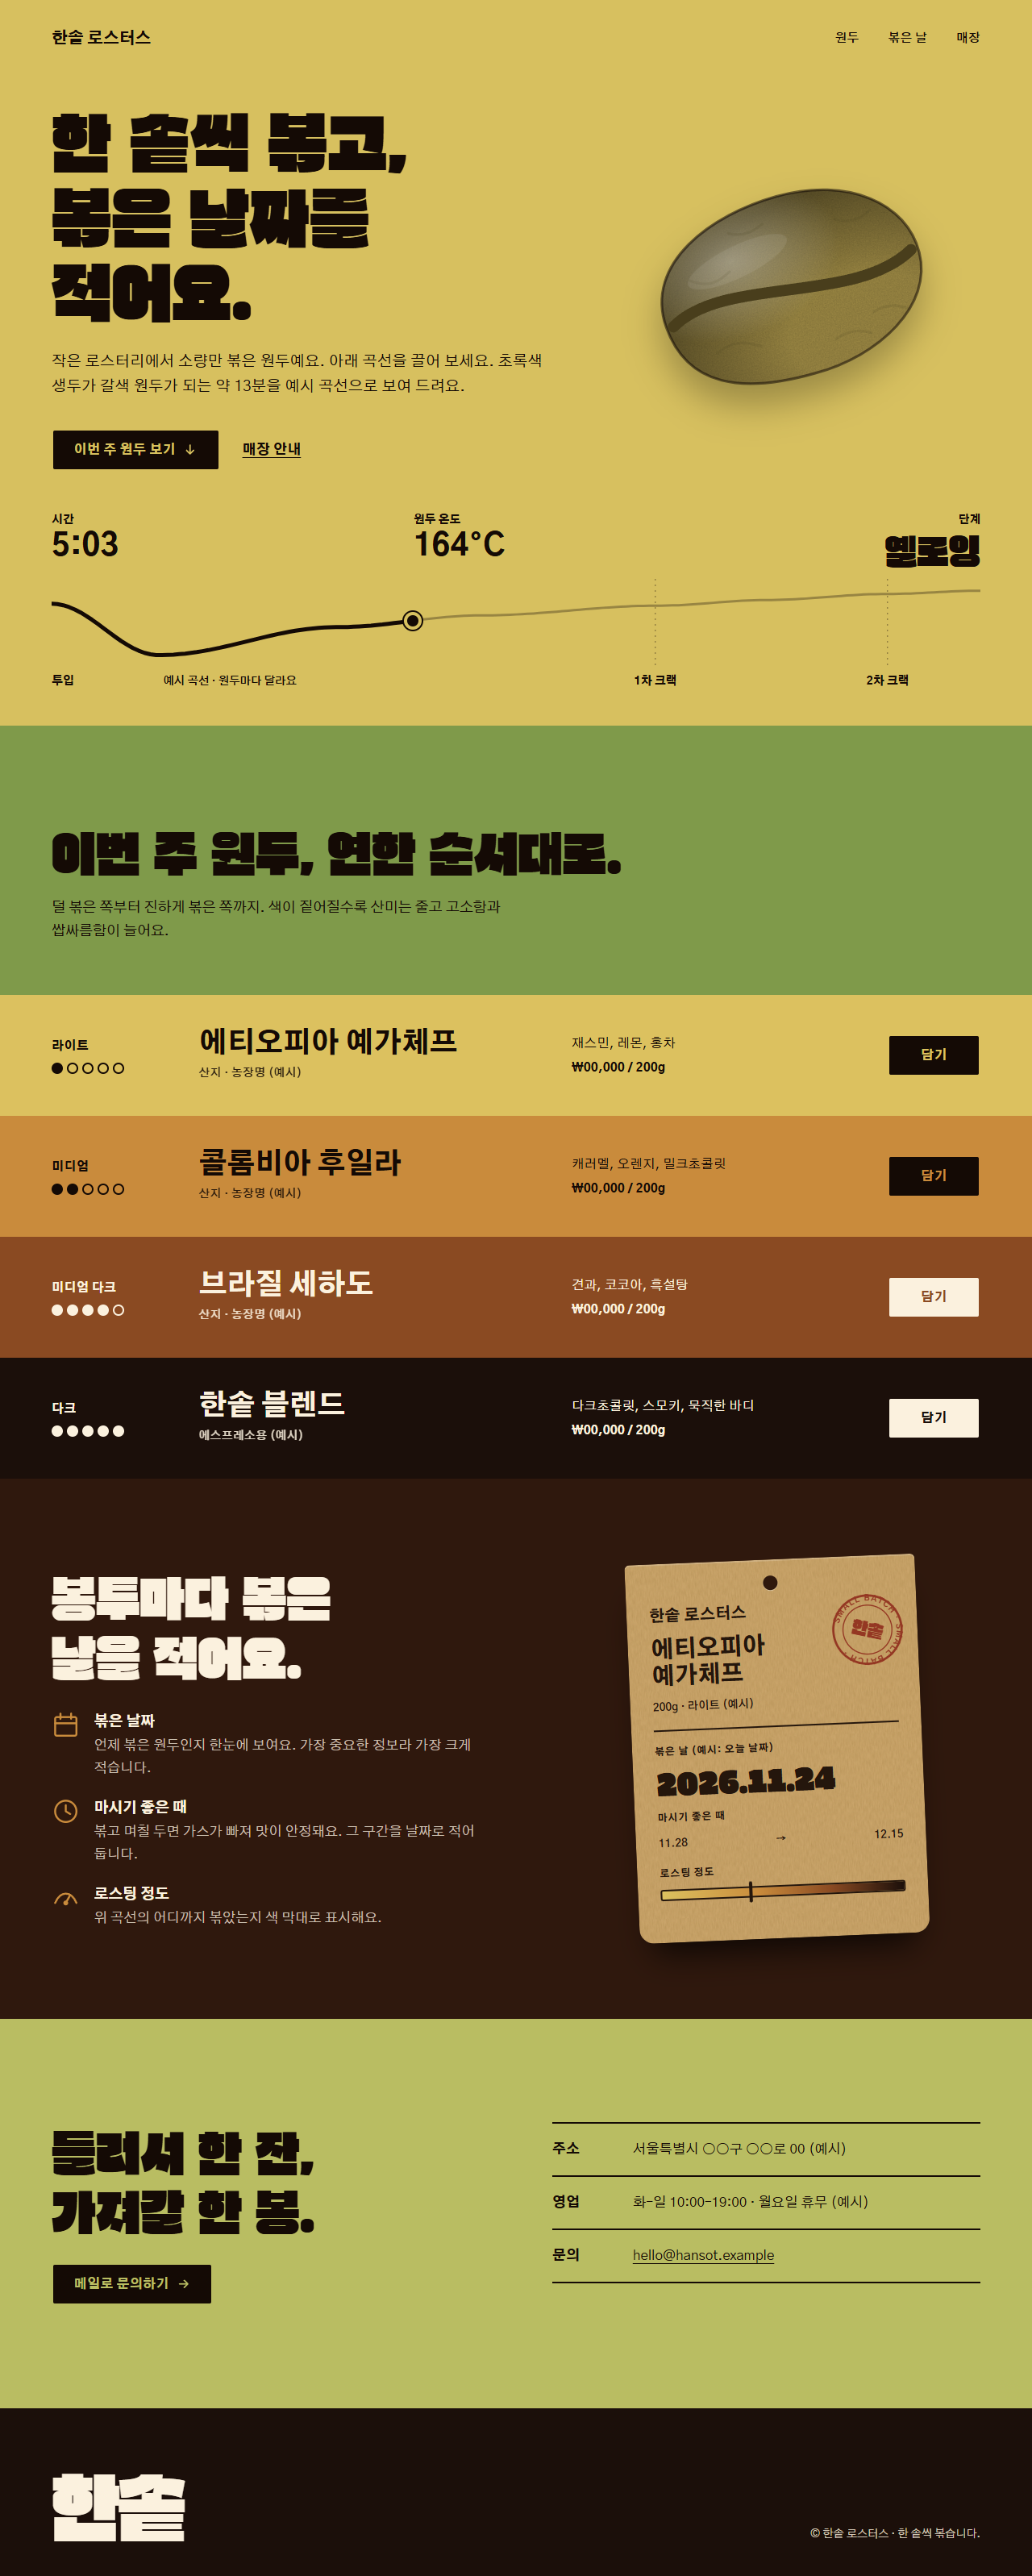 한솥 로스터스
원두 볶은 날 매장
한 솥씩 볶고,
볶은 날짜를
적어요.
작은 로스터리에서 소량만 볶은 원두예요. 아래 곡선을 끌어 보세요. 초록색
생두가 갈색 원두가 되는 약 13분을 예시 곡선으로 보여 드려요.
이번 주 원두 보기 ↓
매장 안내
시간
5:03
원두 온도
164°C
단계
옐로잉
투입
예시 곡선 · 원두마다 달라요
1차 크랙
2차 크랙
이번 주 원두, 연한 순서대로.
덜 볶은 쪽부터 진하게 볶은 쪽까지. 색이 짙어질수록 산미는 줄고 고소함과
쌉싸름함이 늘어요.
라이트
에티오피아 예가체프
산지 · 농장명 (예시)
재스민, 레몬, 홍차
₩00,000 / 200g
담기
미디엄
콜롬비아 후일라
산지 · 농장명 (예시)
캐러멜, 오렌지, 밀크초콜릿
₩00,000 / 200g
담기
미디엄 다크
브라질 세하도
산지 · 농장명 (예시)
견과, 코코아, 흑설탕
₩00,000 / 200g
담기
다크
한솥 블렌드
에스프레소용 (예시)
다크초콜릿, 스모키, 묵직한 바디
₩00,000 / 200g
담기
봉투마다 볶은
날을 적어요.
볶은 날짜
언제 볶은 원두인지 한눈에 보여요. 가장 중요한 정보라 가장 크게
적습니다.
마시기 좋은 때
볶고 며칠 두면 가스가 빠져 맛이 안정돼요. 그 구간을 날짜로 적어
둡니다.
로스팅 정도
위 곡선의 어디까지 볶았는지 색 막대로 표시해요.
한솥 로스터스
SMALL BATCH · SMALL BATCH ·
한솥
에티오피아
예가체프
200g · 라이트 (예시)
볶은 날 (예시: 오늘 날짜)
2026.11.24
마시기 좋은 때
11.28 → 12.15
로스팅 정도
들러서 한 잔,
가져갈 한 봉.
메일로 문의하기 →
주소 서울특별시 ○○구 ○○로 00 (예시)
영업 화–일 10:00–19:00 · 월요일 휴무 (예시)
문의 hello@hansot.example
한솥
© 한솥 로스터스 · 한 솥씩 볶습니다.